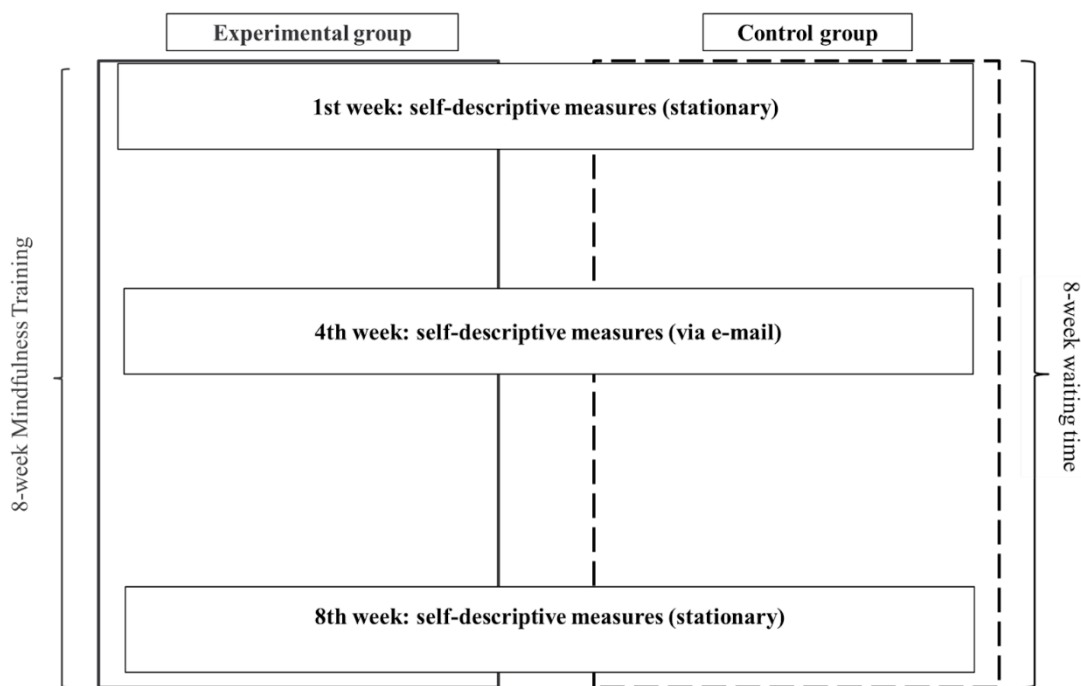 Experimental group
Control group
1st week: self-descriptive measures (stationary)
4th week: self-descriptive measures (via e-mail)
8th week: self-descriptive measures (stationary)
8-week Mindfulness Training
8-week waiting time